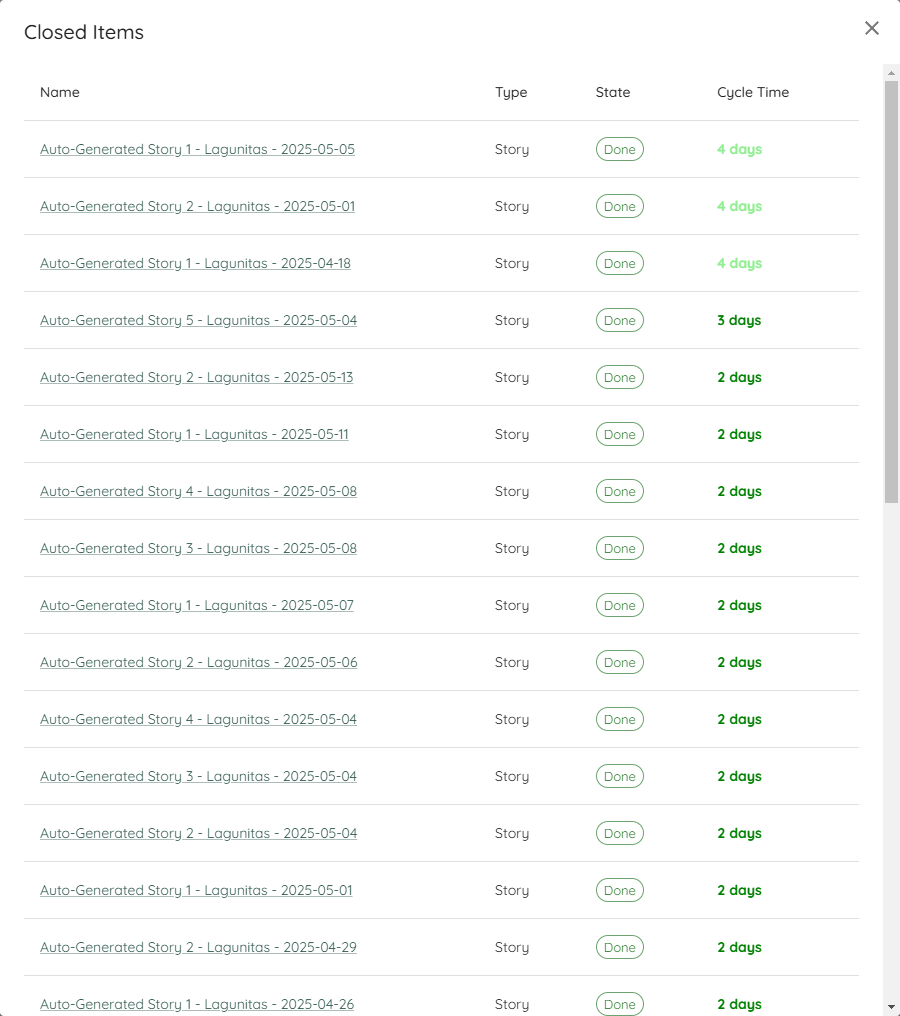 Closed Items
Name Type State Cycle Time
Auto-Generated Story 1 - Lagunitas - 2025-05-05 Story Done 4 days
Auto-Generated Story 2 - Lagunitas - 2025-05-01 Story Done 4 days
Auto-Generated Story 1 - Lagunitas - 2025-04-18 Story Done 4 days
Auto-Generated Story 5 - Lagunitas - 2025-05-04 Story Done 3 days
Auto-Generated Story 2 - Lagunitas - 2025-05-13 Story Done 2 days
Auto-Generated Story 1 - Lagunitas - 2025-05-11 Story Done 2 days
Auto-Generated Story 4 - Lagunitas - 2025-05-08 Story Done 2 days
Auto-Generated Story 3 - Lagunitas - 2025-05-08 Story Done 2 days
Auto-Generated Story 1 - Lagunitas - 2025-05-07 Story Done 2 days
Auto-Generated Story 2 - Lagunitas - 2025-05-06 Story Done 2 days
Auto-Generated Story 4 - Lagunitas - 2025-05-04 Story Done 2 days
Auto-Generated Story 3 - Lagunitas - 2025-05-04 Story Done 2 days
Auto-Generated Story 2 - Lagunitas - 2025-05-04 Story Done 2 days
Auto-Generated Story 1 - Lagunitas - 2025-05-01 Story Done 2 days
Auto-Generated Story 2 - Lagunitas - 2025-04-29 Story Done 2 days
Auto-Generated Story 1 - Lagunitas - 2025-04-26 Story Done 2 days